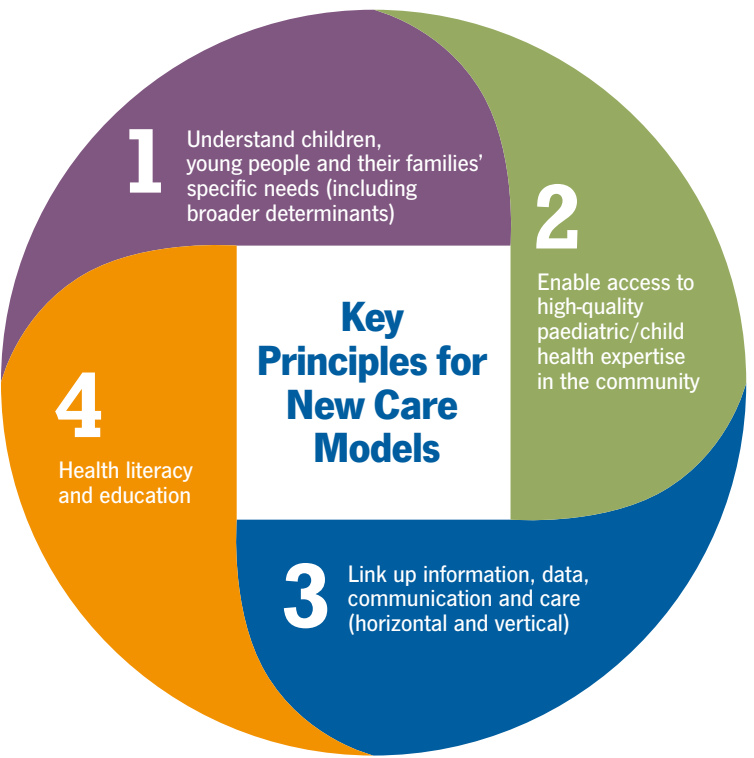 1
Understand children,
young people and their families’
specific needs (including
broader determinants)
2
Enable access to
high-quality
paediatric/child
health expertise
in the community
Key
Principles for
New Care
Models
4
Health literacy
and education
3
Link up information, data,
communication and care
(horizontal and vertical)